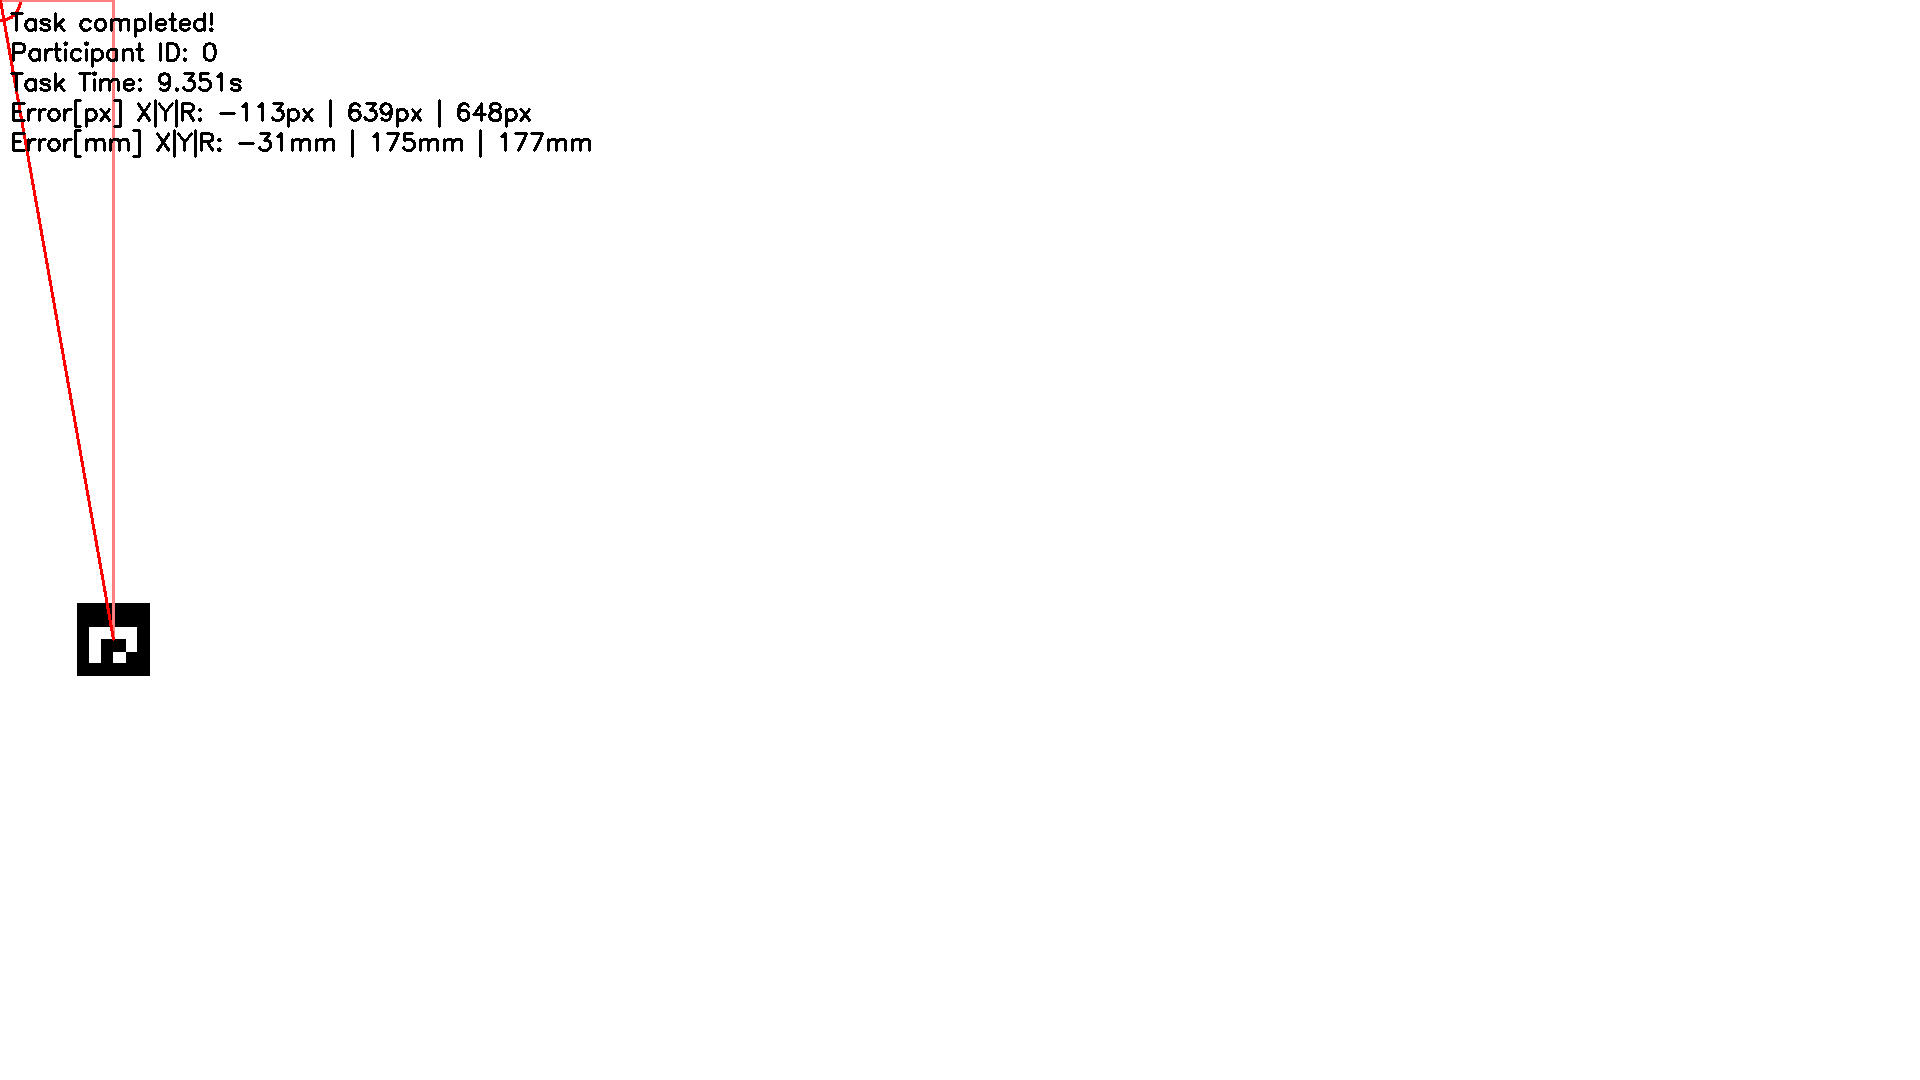 Task completed!
Participant ID: 0
Task Time: 9.351s
Error[px] X|Y|R: -113px | 639px | 648px
Error[mm] X|Y|R: -31mm | 175mm | 177mm